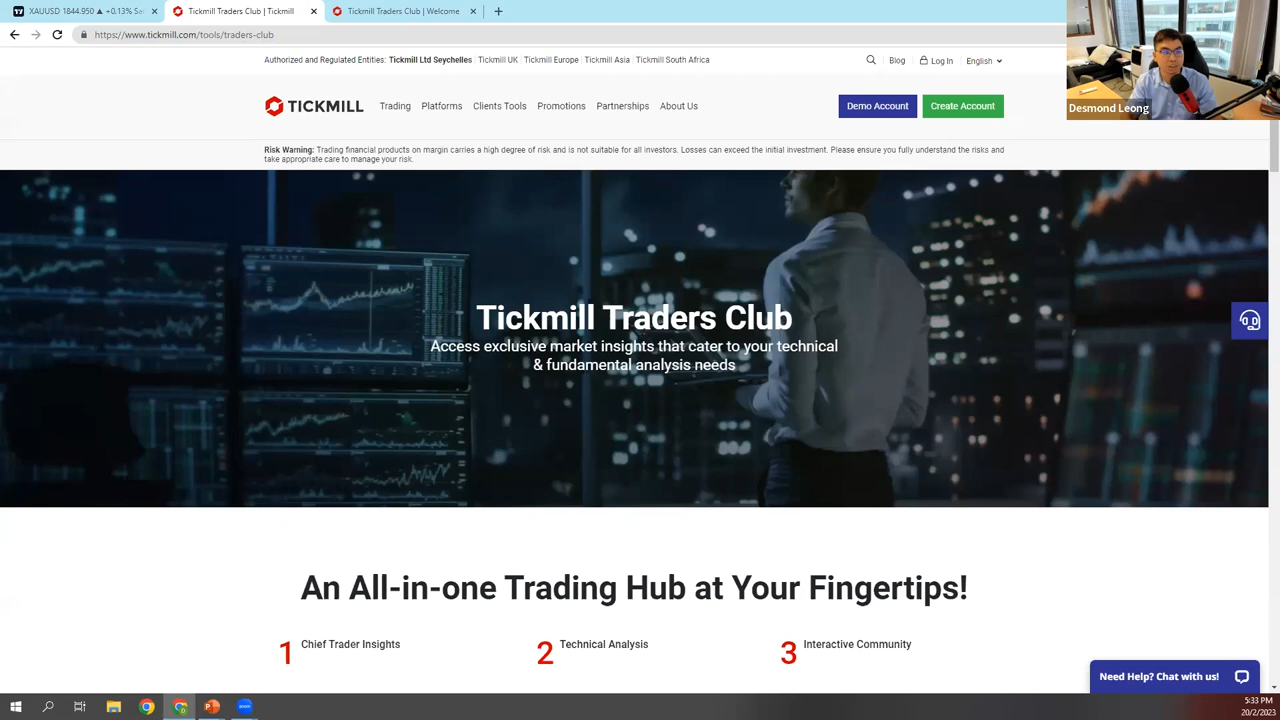 XAUUSD 1844.950 ▲ +0.13%
Tickmill Traders Club | Tickmill
Tickmill Traders Club | Welcome
https://www.tickmill.com/tools/traders-club
Authorized and Regulated Entities: Tickmill Ltd Seychelles | Tickmill UK | Tickmill Europe | Tickmill Asia | Tickmill South Africa
Blog
Log In
English
TICKMILL
Trading
Platforms
Clients Tools
Promotions
Partnerships
About Us
Demo Account
Create Account
Desmond Leong
Risk Warning: Trading financial products on margin carries a high degree of risk and is not suitable for all investors. Losses can exceed the initial investment. Please ensure you fully understand the risks and
take appropriate care to manage your risk.
Tickmill Traders Club
Access exclusive market insights that cater to your technical
& fundamental analysis needs
An All-in-one Trading Hub at Your Fingertips!
1 Chief Trader Insights
2 Technical Analysis
3 Interactive Community
Need Help? Chat with us!
zoom
5:33 PM
20/2/2023